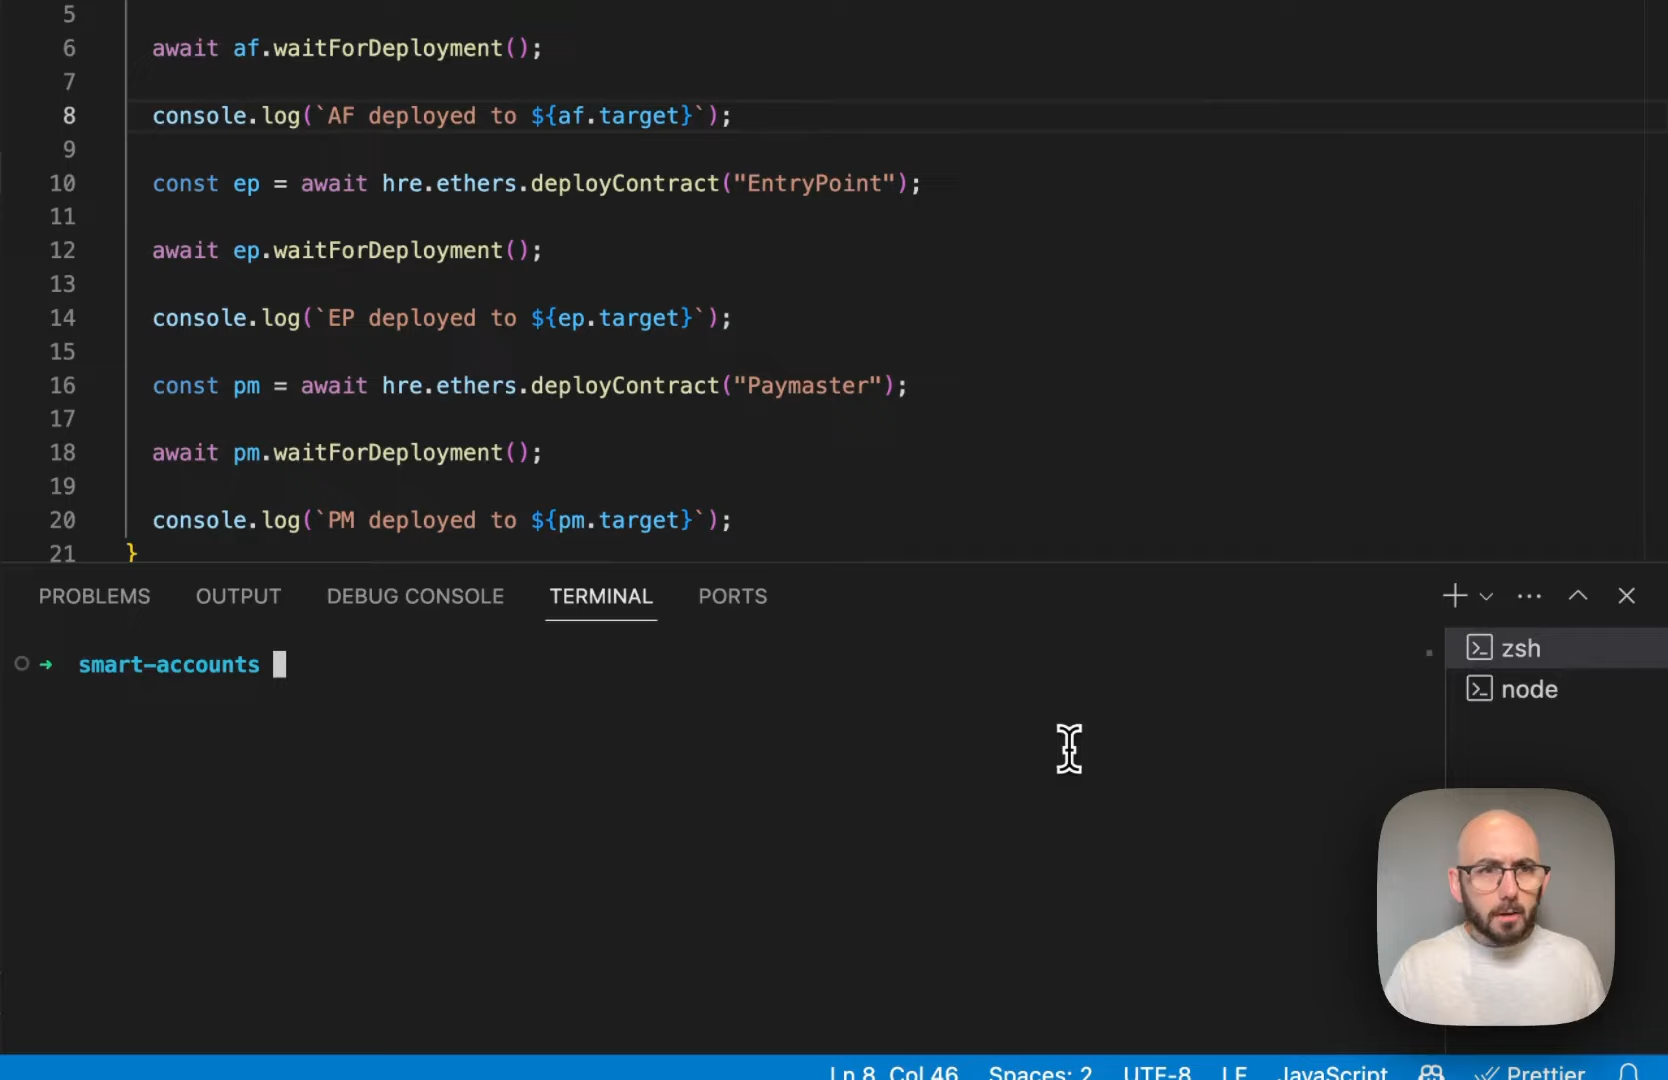 5
6 await af.waitForDeployment();
7
8 console.log(`AF deployed to ${af.target}`);
9
10 const ep = await hre.ethers.deployContract("EntryPoint");
11
12 await ep.waitForDeployment();
13
14 console.log(`EP deployed to ${ep.target}`);
15
16 const pm = await hre.ethers.deployContract("Paymaster");
17
18 await pm.waitForDeployment();
19
20 console.log(`PM deployed to ${pm.target}`);
21 }
PROBLEMS OUTPUT DEBUG CONSOLE TERMINAL PORTS
smart-accounts
zsh
node
Ln 8, Col 46 Spaces: 2 UTF-8 LF JavaScript Prettier